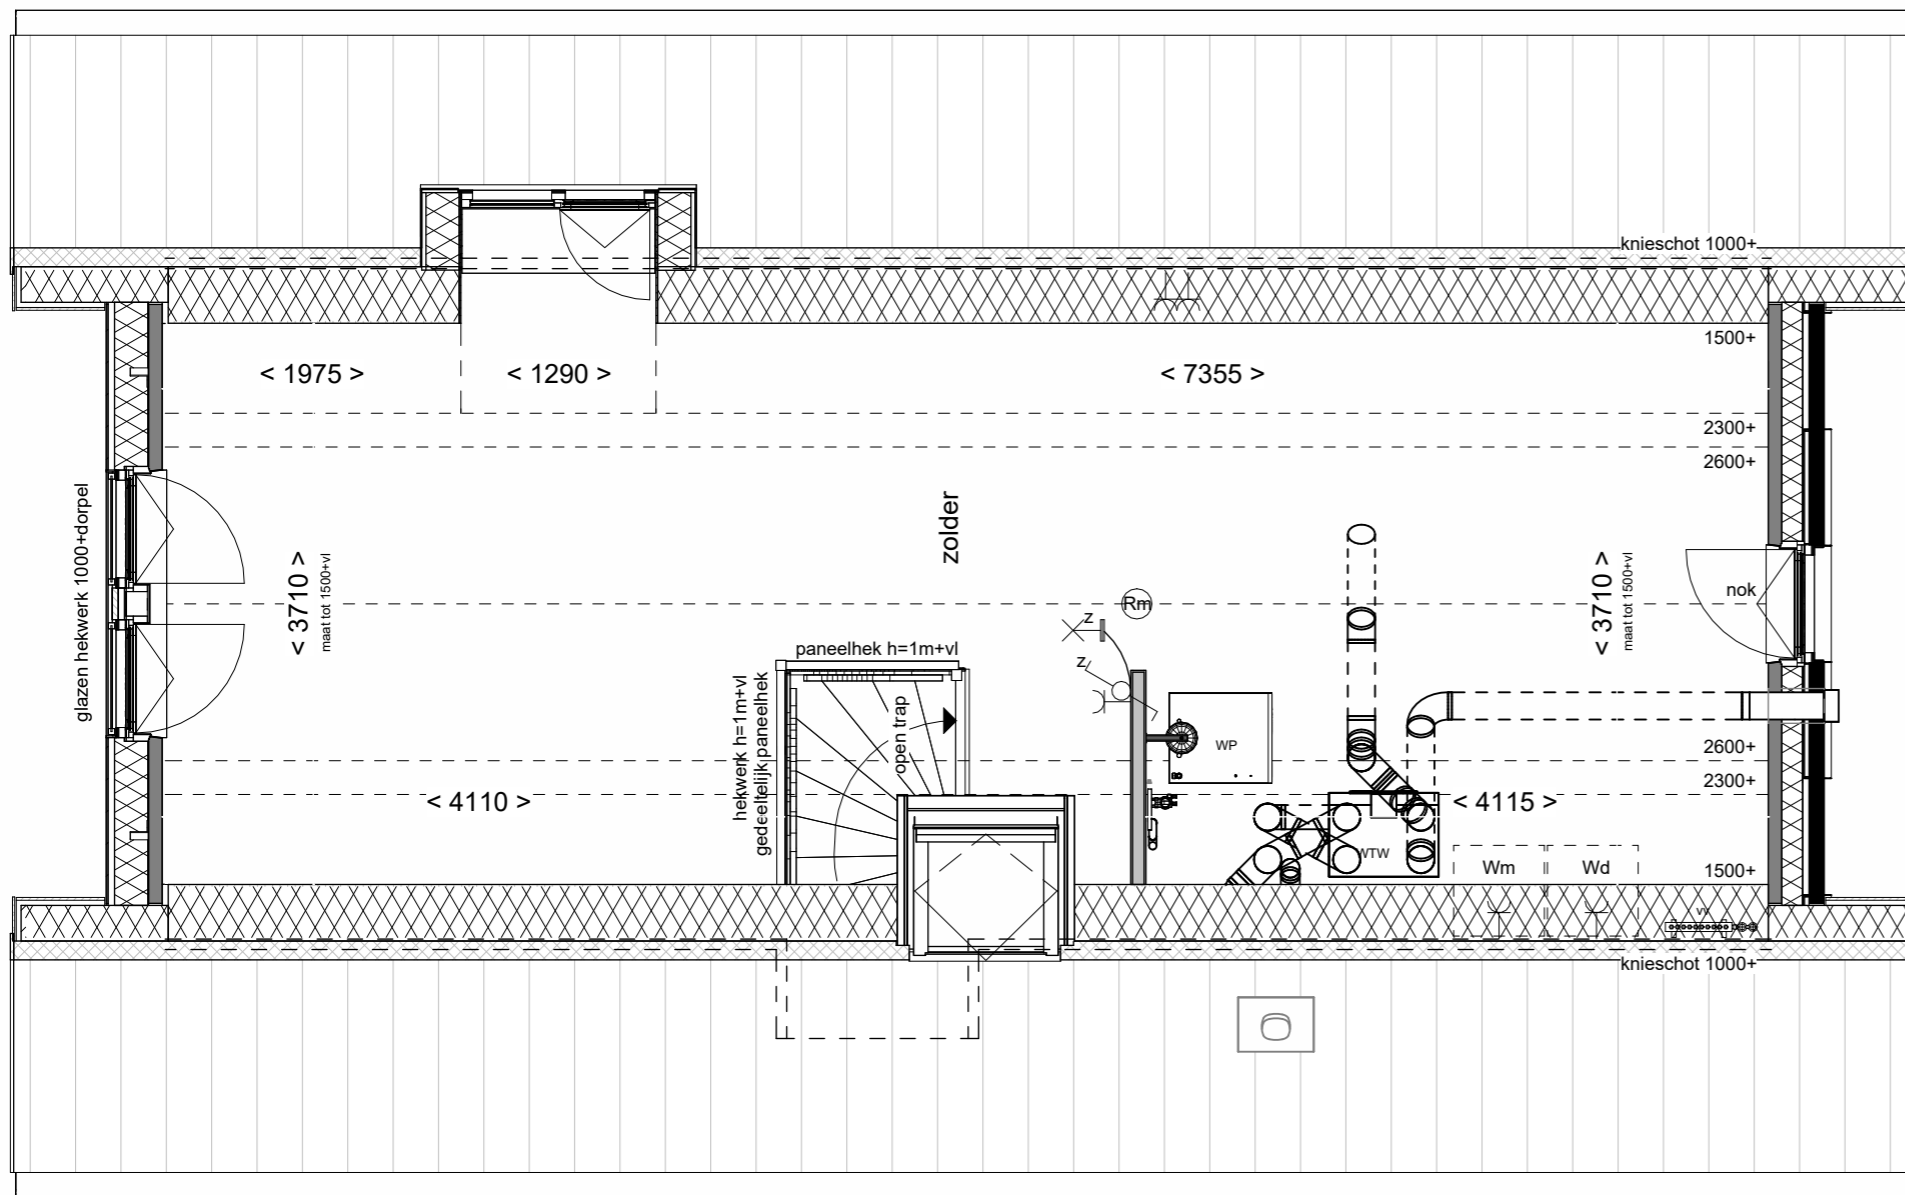 knieschot 1000+
1500+
< 1975 >
< 1290 >
< 7355 >
2300+
2600+
glazen hekwerk 1000+dorpel
< 3710 >
maat tot 1500+vl
zolder
Rm
z
z
nok
< 3710 >
maat tot 1500+vl
paneelhek h=1m+vl
hekwerk h=1m+vl
gedeeltelijk paneelhek
open trap
WP
2600+
2300+
< 4110 >
< 4115 >
WTW
Wm
Wd
1500+
vv
knieschot 1000+